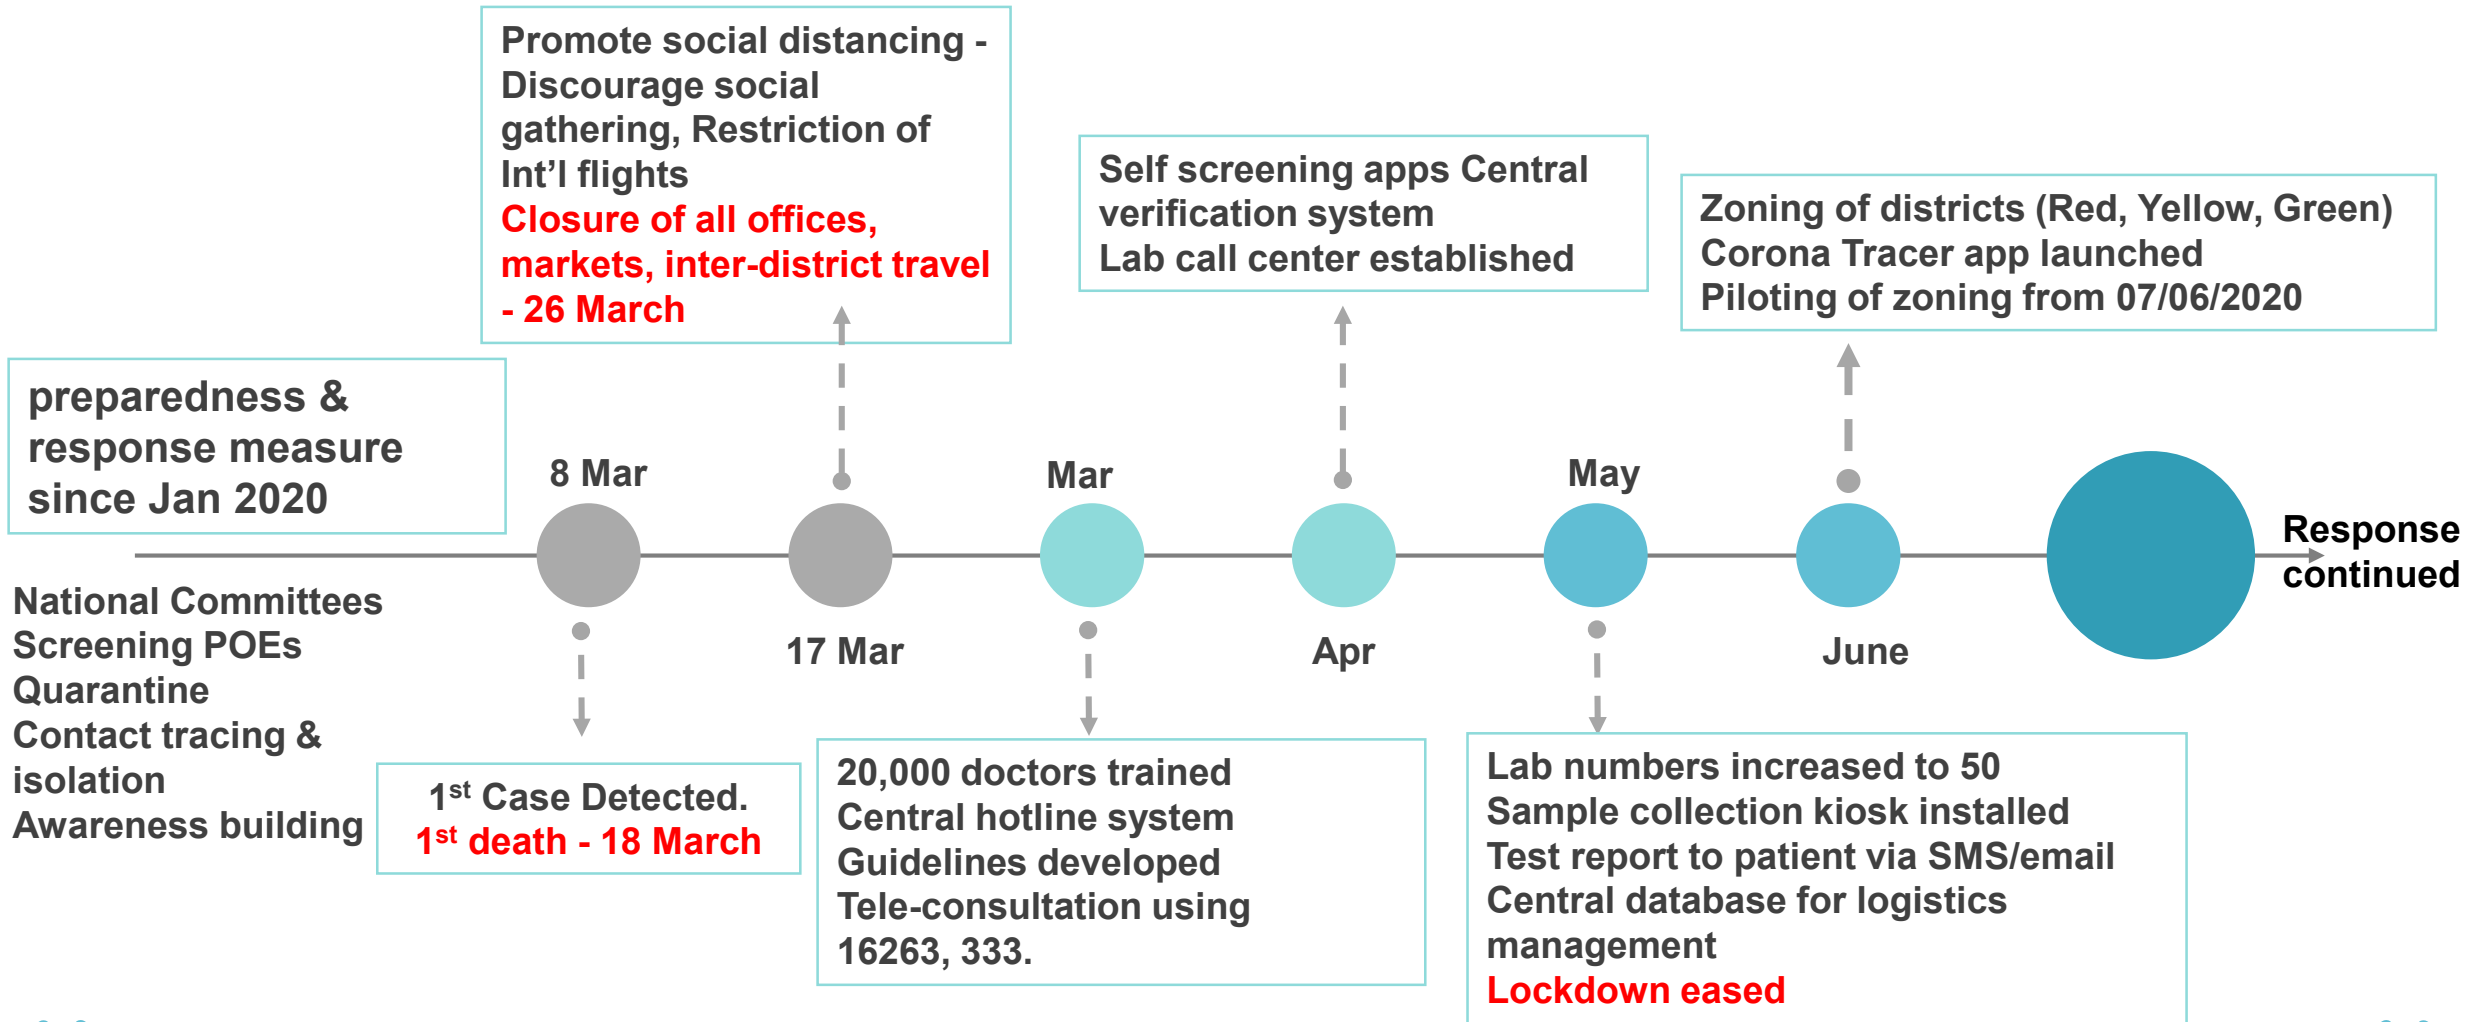 Promote social distancing -
Discourage social
gathering, Restriction of
Int'l flights
Closure of all offices,
markets, inter-district travel
- 26 March
Self screening apps Central
verification system
Lab call center established
Zoning of districts (Red, Yellow, Green)
Corona Tracer app launched
Piloting of zoning from 07/06/2020
preparedness &
response measure
since Jan 2020
8 Mar
Mar
May
Response
continued
17 Mar
Apr
June
National Committees
Screening POEs
Quarantine
Contact tracing &
isolation
Awareness building
1st Case Detected.
1st death - 18 March
20,000 doctors trained
Central hotline system
Guidelines developed
Tele-consultation using
16263, 333.
Lab numbers increased to 50
Sample collection kiosk installed
Test report to patient via SMS/email
Central database for logistics
management
Lockdown eased